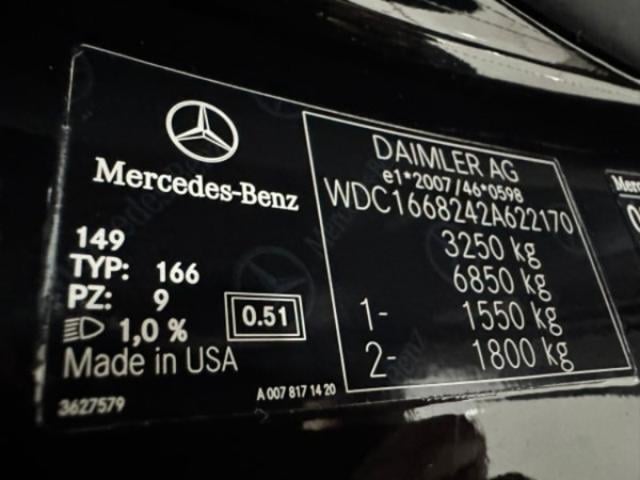 Mercedes-Benz
149
TYP: 166
PZ: 9
1,0 %
0.51
Made in USA
3627579
A 007 817 14 20
DAIMLER AG
e1*2007/46*0598
WDC1668242A622170
3250 kg
6850 kg
1- 1550 kg
2- 1800 kg